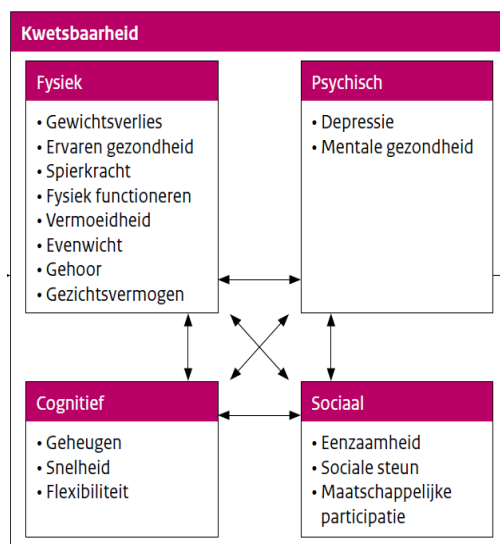 Kwetsbaarheid
Fysiek
• Gewichtsverlies
• Ervaren gezondheid
• Spierkracht
• Fysiek functioneren
• Vermoeidheid
• Evenwicht
• Gehoor
• Gezichtsvermogen
Psychisch
• Depressie
• Mentale gezondheid
Cognitief
• Geheugen
• Snelheid
• Flexibiliteit
Sociaal
• Eenzaamheid
• Sociale steun
• Maatschappelijke
participatie